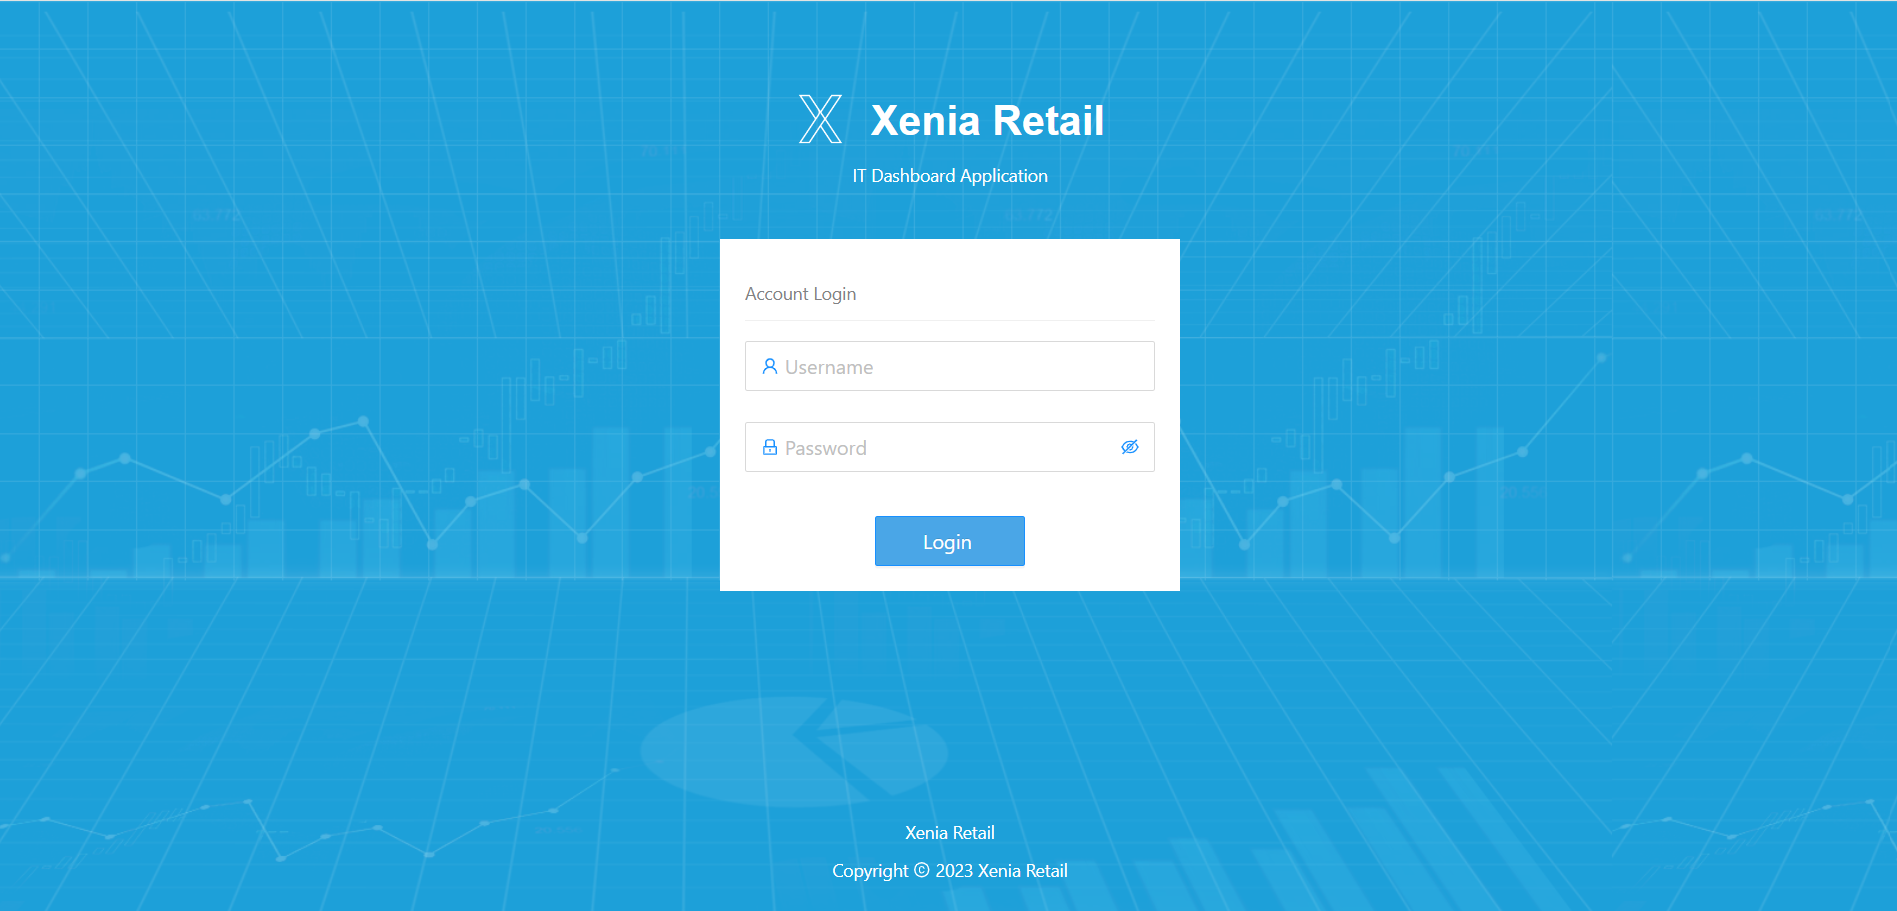 X Xenia Retail
IT Dashboard Application
Account Login
Username
Password
Login
Xenia Retail
Copyright © 2023 Xenia Retail